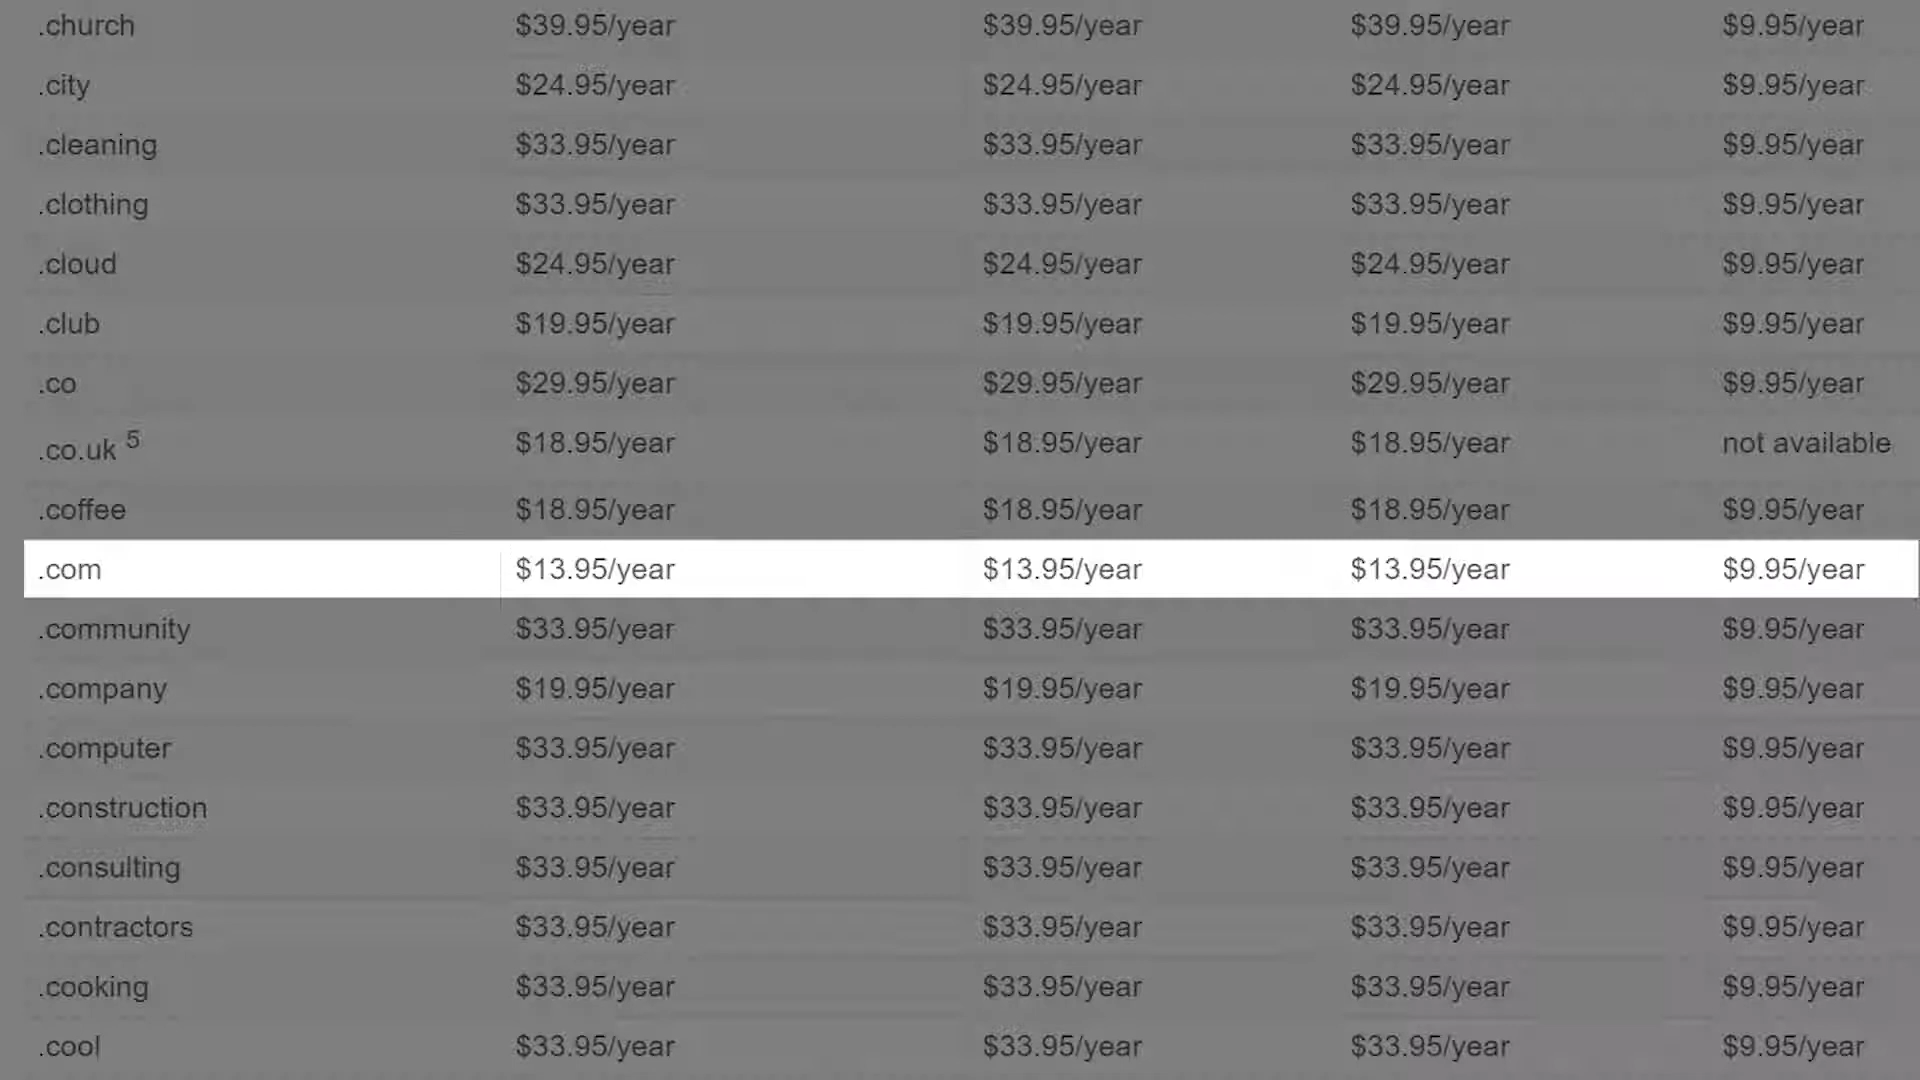 .church $39.95/year $39.95/year $39.95/year $9.95/year
.city $24.95/year $24.95/year $24.95/year $9.95/year
.cleaning $33.95/year $33.95/year $33.95/year $9.95/year
.clothing $33.95/year $33.95/year $33.95/year $9.95/year
.cloud $24.95/year $24.95/year $24.95/year $9.95/year
.club $19.95/year $19.95/year $19.95/year $9.95/year
.co $29.95/year $29.95/year $29.95/year $9.95/year
.co.uk 5 $18.95/year $18.95/year $18.95/year not available
.coffee $18.95/year $18.95/year $18.95/year $9.95/year
.com $13.95/year $13.95/year $13.95/year $9.95/year
.community $33.95/year $33.95/year $33.95/year $9.95/year
.company $19.95/year $19.95/year $19.95/year $9.95/year
.computer $33.95/year $33.95/year $33.95/year $9.95/year
.construction $33.95/year $33.95/year $33.95/year $9.95/year
.consulting $33.95/year $33.95/year $33.95/year $9.95/year
.contractors $33.95/year $33.95/year $33.95/year $9.95/year
.cooking $33.95/year $33.95/year $33.95/year $9.95/year
.cool $33.95/year $33.95/year $33.95/year $9.95/year